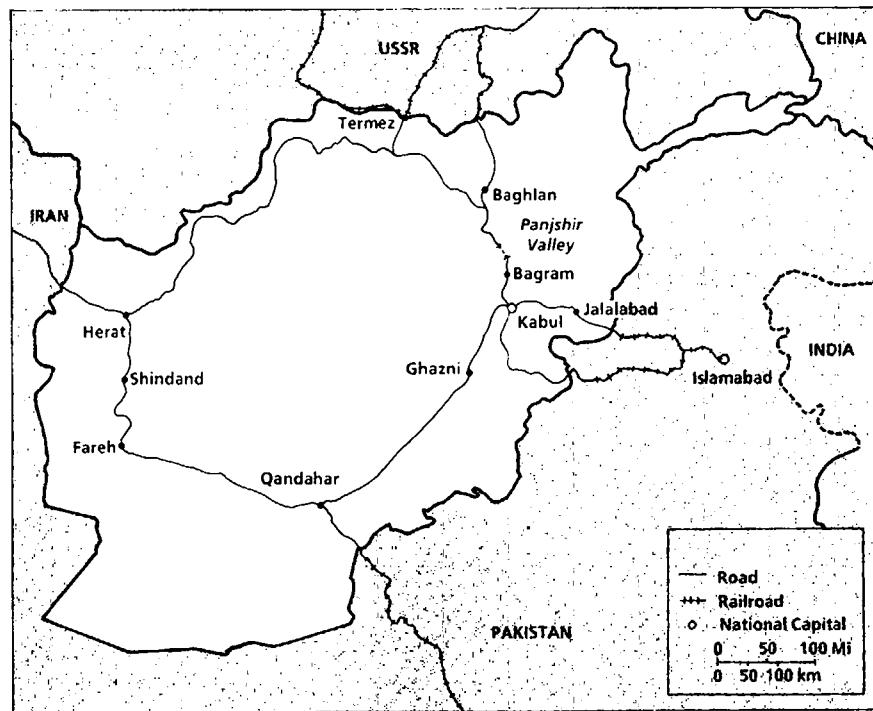 USSR
CHINA
Termez
IRAN
Baghlan
Panjshir
Valley
Bagram
Herat
Kabul
Jalalabad
INDIA
Shindand
Ghazni
Islamabad
Fareh
Qandahar
PAKISTAN
Road
Railroad
National Capital
0 50 100 Mi
0 50 100 km